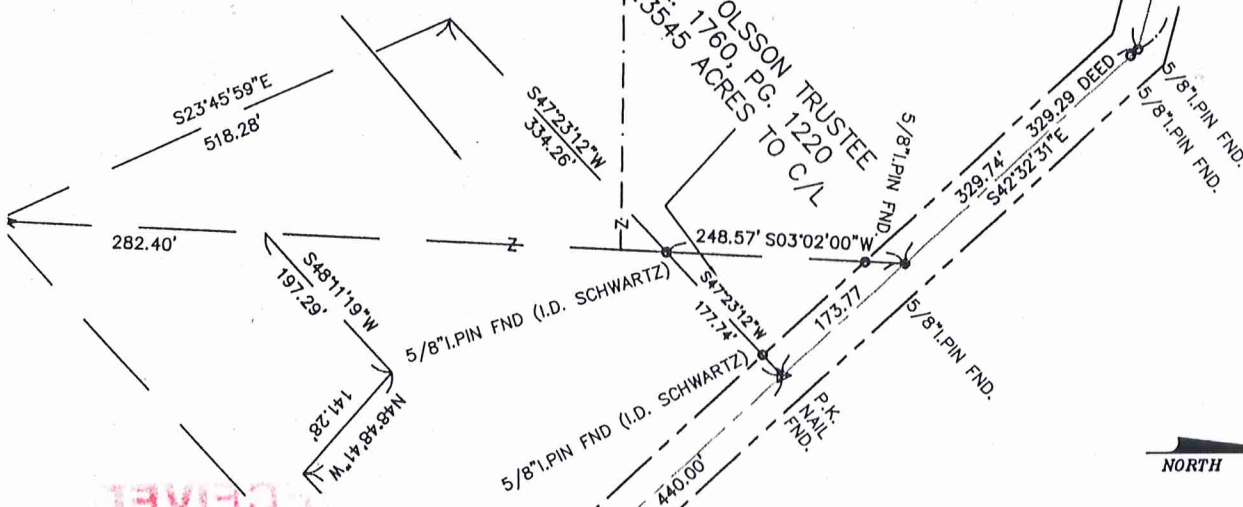 OLSSON TRUSTEE
1760, PG. 1220
3545 ACRES TO C/L
S23°45'59"E
518.28'
S47°23'12"W
334.26'
5/8"I.PIN FND.
329.29 DEED
329.74'
S42°32'31"E
5/8"I.PIN FND.
5/8"I.PIN FND.
282.40'
Z
Z
248.57' S03°02'00"W
S48°11'19"W
197.29'
5/8"I.PIN FND (I.D. SCHWARTZ)
S47°23'12"W
177.74'
173.77
5/8"I.PIN FND.
N48°48'41"W
141.28'
5/8"I.PIN FND (I.D. SCHWARTZ)
P.K.
NAIL
FND.
440.00'
NORTH